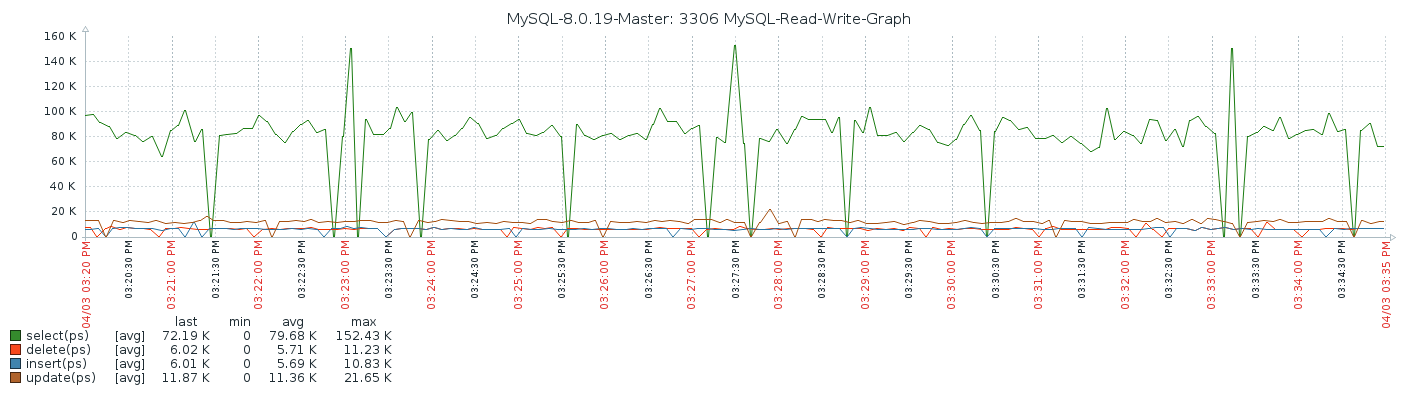 MySQL-8.0.19-Master: 3306 MySQL-Read-Write-Graph
160 K
140 K
120 K
100 K
80 K
60 K
40 K
20 K
0
04/03 03:20 PM
03:20:30 PM
03:21:00 PM
03:21:30 PM
03:22:00 PM
03:22:30 PM
03:23:00 PM
03:23:30 PM
03:24:00 PM
03:24:30 PM
03:25:00 PM
03:25:30 PM
03:26:00 PM
03:26:30 PM
03:27:00 PM
03:27:30 PM
03:28:00 PM
03:28:30 PM
03:29:00 PM
03:29:30 PM
03:30:00 PM
03:30:30 PM
03:31:00 PM
03:31:30 PM
03:32:00 PM
03:32:30 PM
03:33:00 PM
03:33:30 PM
03:34:00 PM
03:34:30 PM
04/03 03:35 PM
last min avg max
select(ps) [avg] 72.19 K 0 79.68 K 152.43 K
delete(ps) [avg] 6.02 K 0 5.71 K 11.23 K
insert(ps) [avg] 6.01 K 0 5.69 K 10.83 K
update(ps) [avg] 11.87 K 0 11.36 K 21.65 K